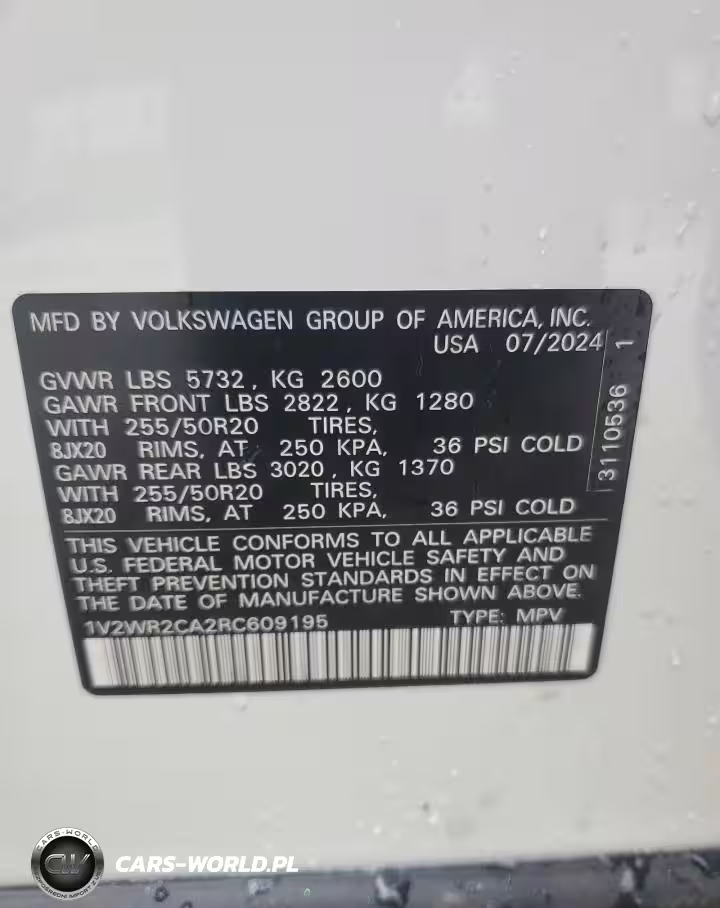 MFD BY VOLKSWAGEN GROUP OF AMERICA, INC.
USA 07/2024
GVWR LBS 5732, KG 2600
GAWR FRONT LBS 2822, KG 1280
WITH 255/50R20 TIRES,
8JX20 RIMS, AT 250 KPA, 36 PSI COLD
GAWR REAR LBS 3020, KG 1370
WITH 255/50R20 TIRES,
8JX20 RIMS, AT 250 KPA, 36 PSI COLD
THIS VEHICLE CONFORMS TO ALL APPLICABLE
U.S. FEDERAL MOTOR VEHICLE SAFETY AND
THEFT PREVENTION STANDARDS IN EFFECT ON
THE DATE OF MANUFACTURE SHOWN ABOVE.
1V2WR2CA2RC609195 TYPE: MPV
3110536 1
CARS-WORLD
CW
CARS-WORLD.PL